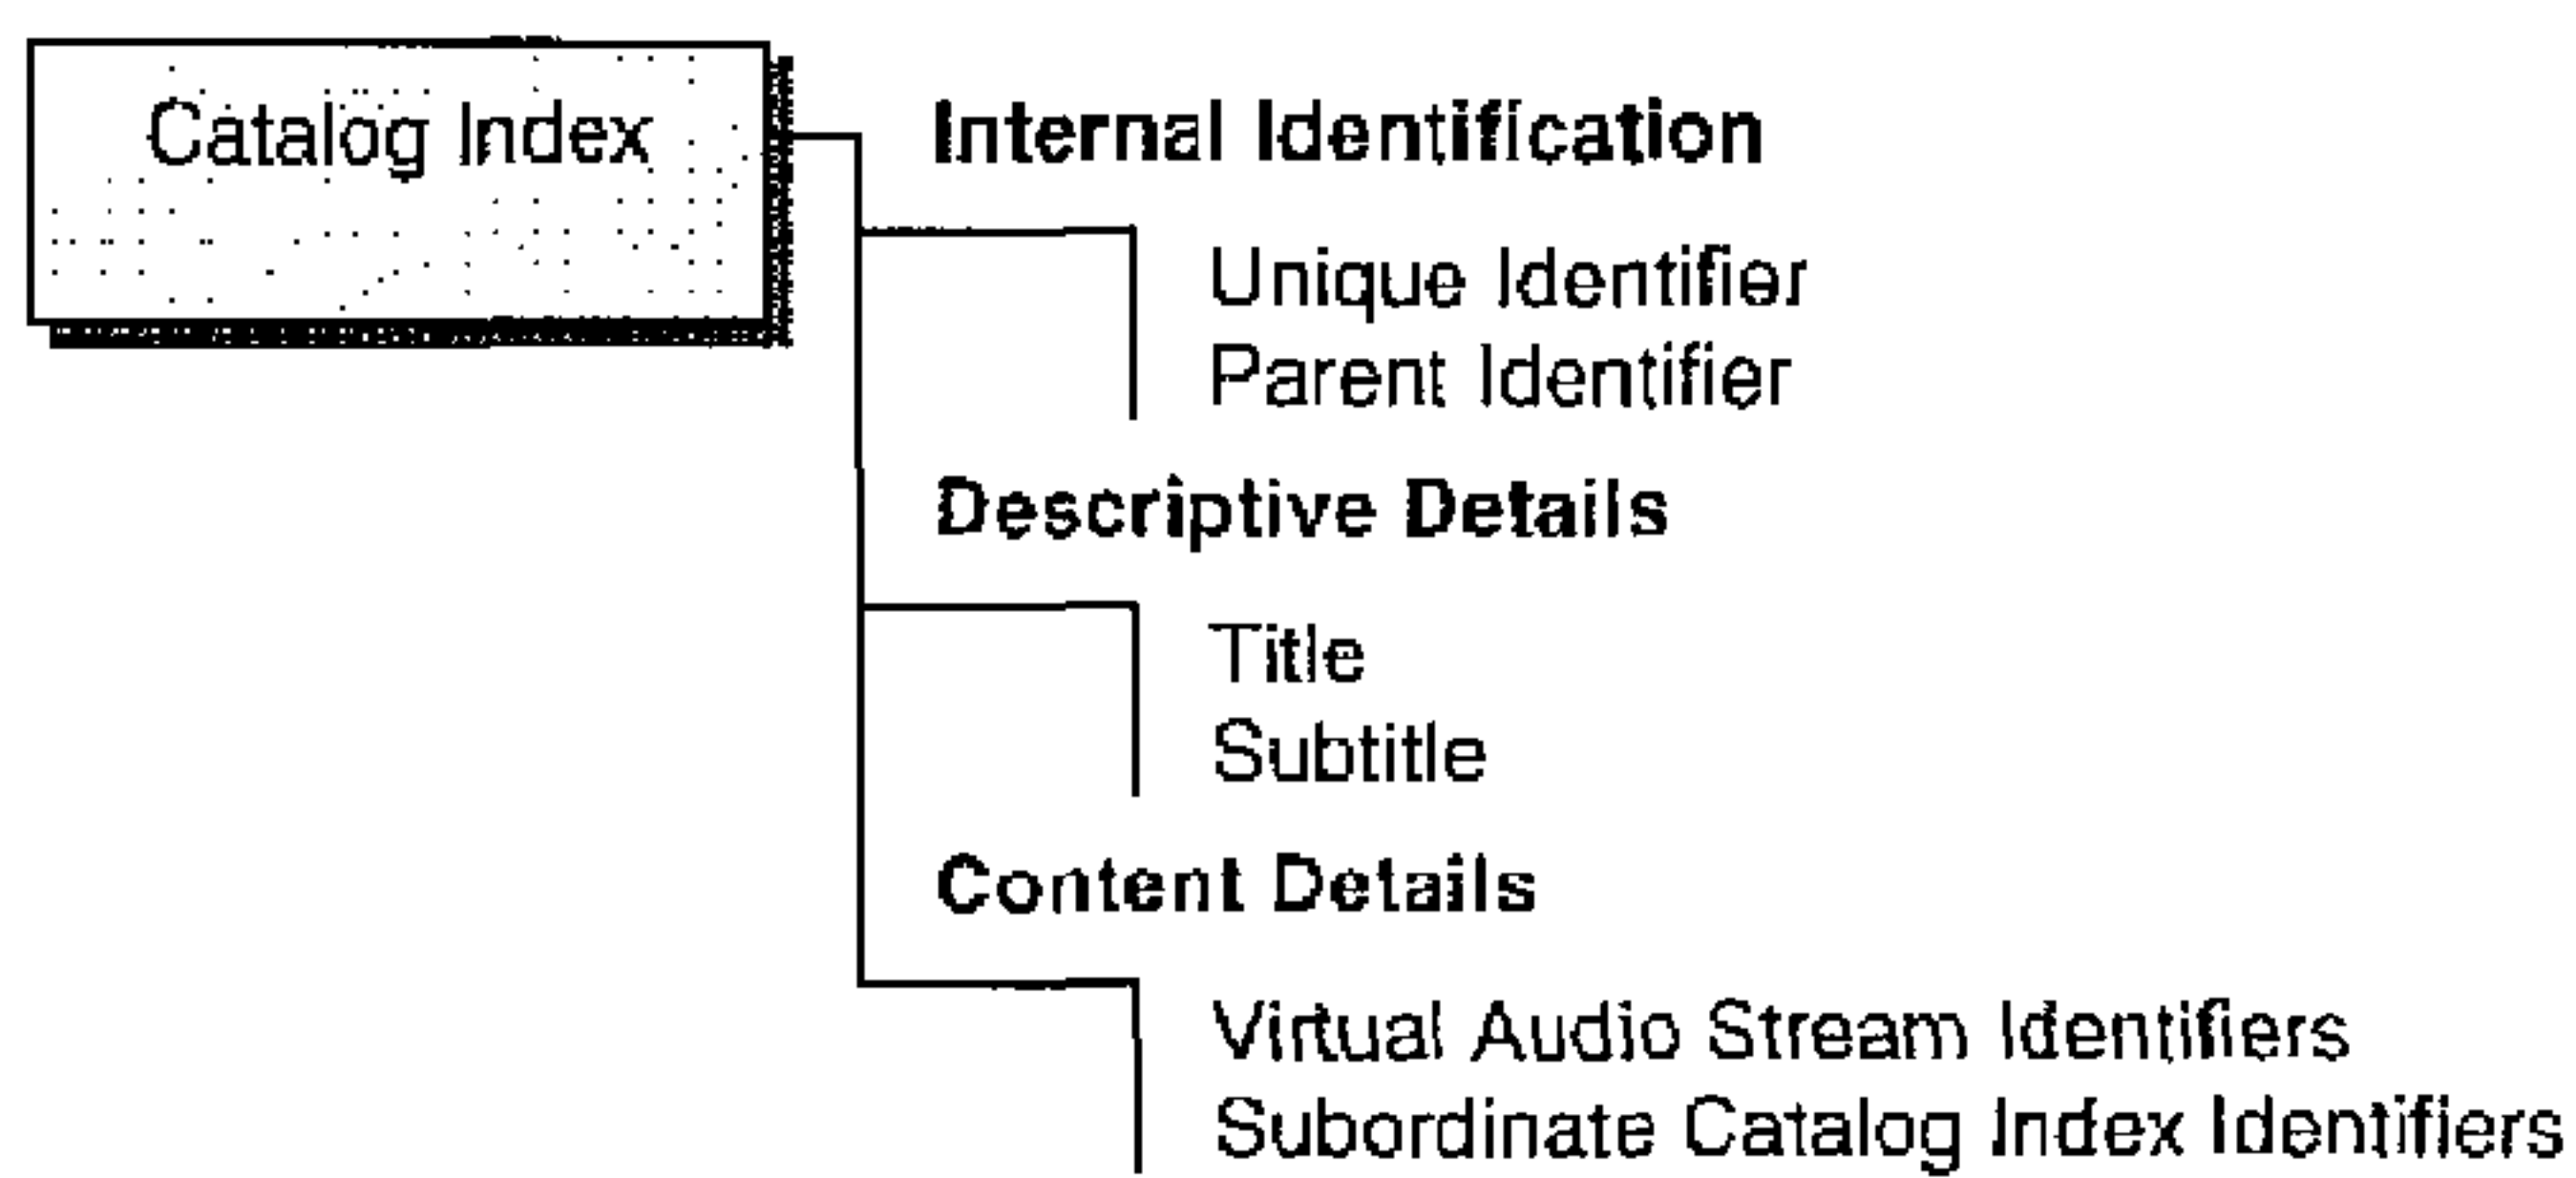 Catalog Index
Internal Identification
Unique Identifier
Parent Identifier
Descriptive Details
Title
Subtitle
Content Details
Virtual Audio Stream Identifiers
Subordinate Catalog Index Identifiers